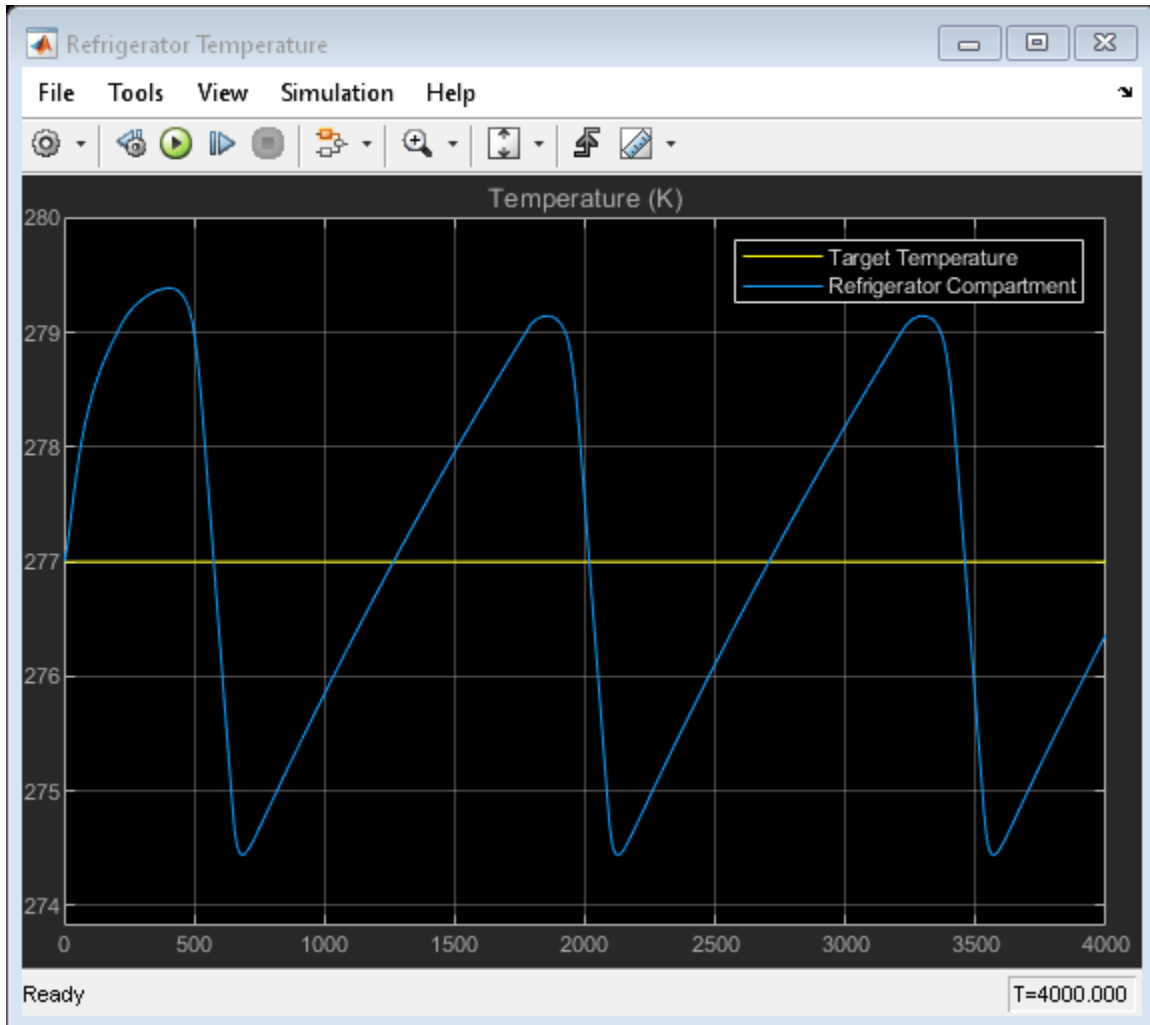 Refrigerator Temperature
File Tools View Simulation Help
Temperature (K)
280
279
278
277
276
275
274
Target Temperature
Refrigerator Compartment
0 500 1000 1500 2000 2500 3000 3500 4000
Ready T=4000.000